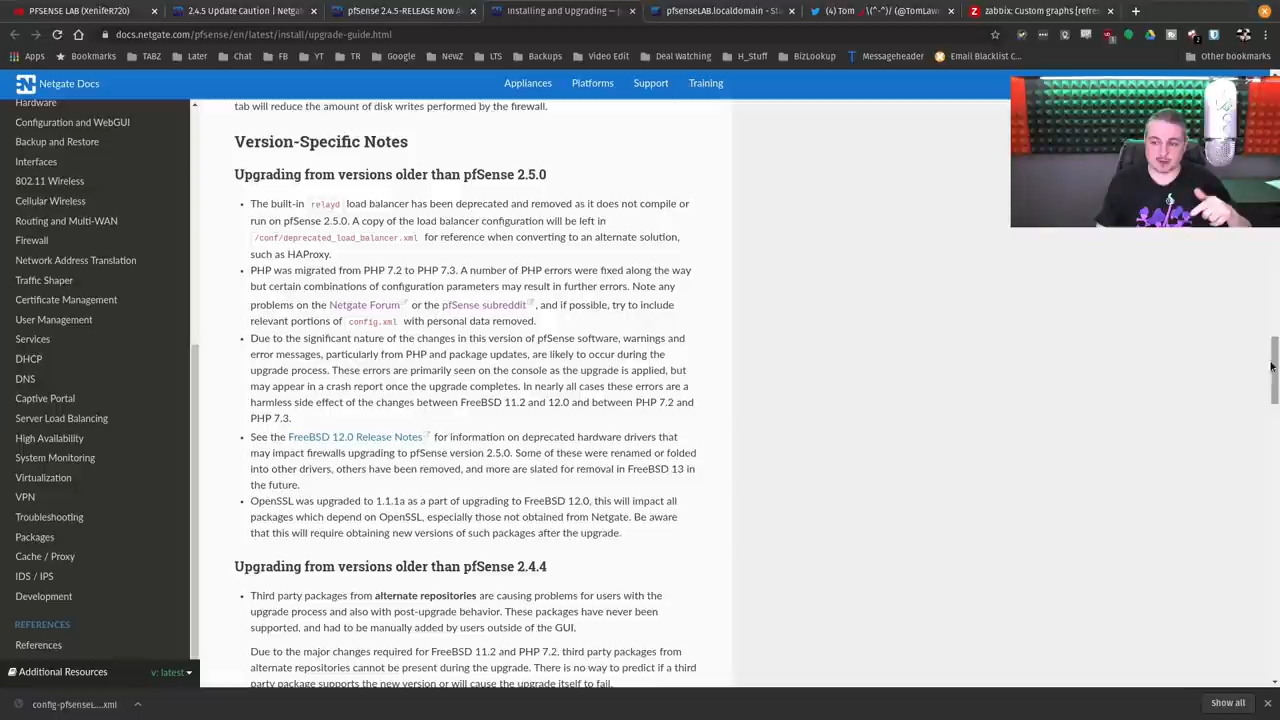 PFSENSE LAB (XenifeR720)
2.4.5 Update Caution | Netgat
pfSense 2.4.5-RELEASE Now A
Installing and Upgrading — p
pfsenseLAB.localdomain - St
(4) Tom \(^-^)/ (@TomLaw
zabbix: Custom graphs [refres
docs.netgate.com/pfsense/en/latest/install/upgrade-guide.html
Apps
Bookmarks
TABZ
Later
Chat
FB
YT
TR
Google
NewZ
LTS
Backups
Video Edit
Deal Watching
H_Stuff
BizLookup
Messageheader
Email Blacklist C...
Other bookmarks
Netgate Docs
Appliances
Platforms
Support
Training
Hardware
Configuration and WebGUI
Backup and Restore
Interfaces
802.11 Wireless
Cellular Wireless
Routing and Multi-WAN
Firewall
Network Address Translation
Traffic Shaper
Certificate Management
User Management
Services
DHCP
DNS
Captive Portal
Server Load Balancing
High Availability
System Monitoring
Virtualization
VPN
Troubleshooting
Packages
Cache / Proxy
IDS / IPS
Development
REFERENCES
References
Additional Resources
v: latest
tab will reduce the amount of disk writes performed by the firewall.
Version-Specific Notes
Upgrading from versions older than pfSense 2.5.0
The built-in relayd load balancer has been deprecated and removed as it does not compile or
run on pfSense 2.5.0. A copy of the load balancer configuration will be left in
/conf/deprecated_load_balancer.xml for reference when converting to an alternate solution,
such as HAProxy.
PHP was migrated from PHP 7.2 to PHP 7.3. A number of PHP errors were fixed along the way
but certain combinations of configuration parameters may result in further errors. Note any
problems on the Netgate Forum or the pfSense subreddit, and if possible, try to include
relevant portions of config.xml with personal data removed.
Due to the significant nature of the changes in this version of pfSense software, warnings and
error messages, particularly from PHP and package updates, are likely to occur during the
upgrade process. These errors are primarily seen on the console as the upgrade is applied, but
may appear in a crash report once the upgrade completes. In nearly all cases these errors are a
harmless side effect of the changes between FreeBSD 11.2 and 12.0 and between PHP 7.2 and
PHP 7.3.
See the FreeBSD 12.0 Release Notes for information on deprecated hardware drivers that
may impact firewalls upgrading to pfSense version 2.5.0. Some of these were renamed or folded
into other drivers, others have been removed, and more are slated for removal in FreeBSD 13 in
the future.
OpenSSL was upgraded to 1.1.1a as a part of upgrading to FreeBSD 12.0, this will impact all
packages which depend on OpenSSL, especially those not obtained from Netgate. Be aware
that this will require obtaining new versions of such packages after the upgrade.
Upgrading from versions older than pfSense 2.4.4
Third party packages from alternate repositories are causing problems for users with the
upgrade process and also with post-upgrade behavior. These packages have never been
supported, and had to be manually added by users outside of the GUI.
Due to the major changes required for FreeBSD 11.2 and PHP 7.2, third party packages from
alternate repositories cannot be present during the upgrade. There is no way to predict if a third
party package supports the new version or will cause the upgrade itself to fail.
config-pfsenseL....xml
Show all